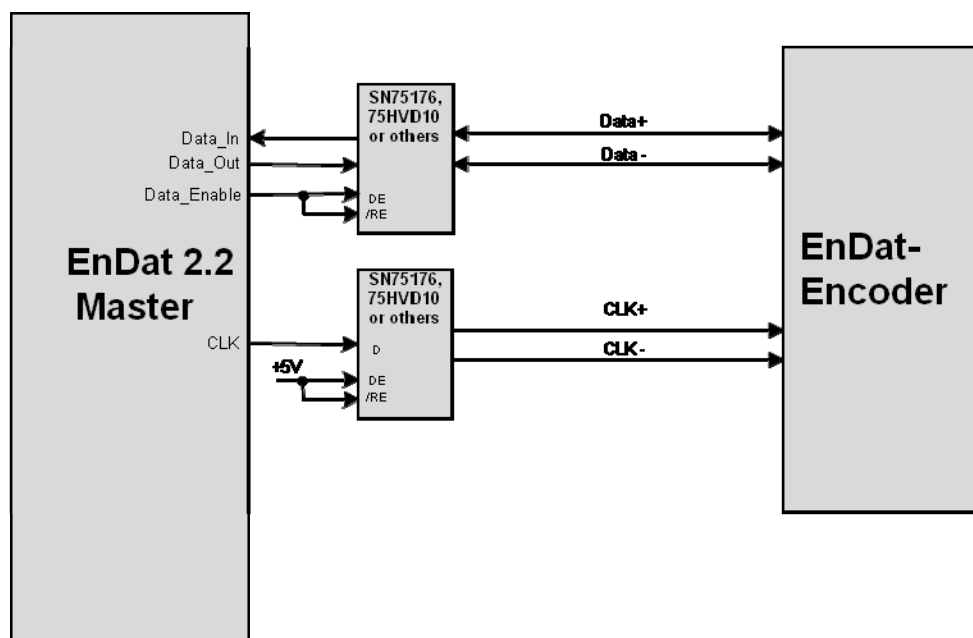 SN75176,
75HVD10
or others
Data_In
Data_Out
Data_Enable
DE
/RE
Data+
Data-
EnDat 2.2
Master
EnDat-
Encoder
SN75176,
75HVD10
or others
CLK
D
+5V
DE
/RE
CLK+
CLK-